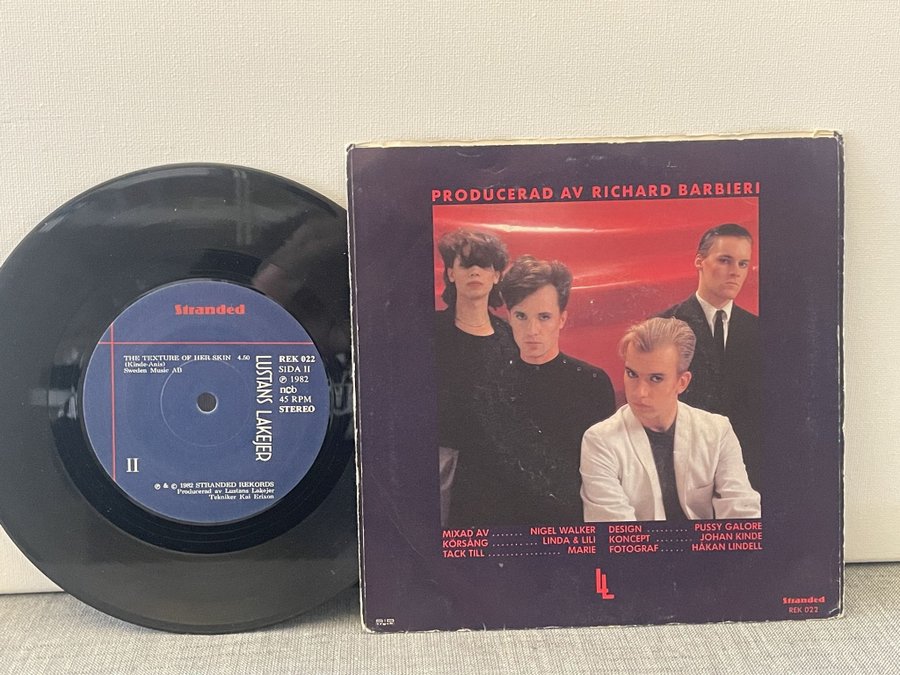 Stranded
THE TEXTURE OF HER SKIN 4.50
(Kinde-Anis)
Sweden Music AB
REK 022
SIDA II
℗ 1982
ncb
45 RPM
STEREO
LUSTANS LAKEJER
II
℗ & © 1982 STRANDED RECORDS
Producerad av Lustans Lakejer
Tekniker Kai Erixon
PRODUCERAD AV RICHARD BARBIERI
MIXAD AV ....... NIGEL WALKER
KÖRSÅNG ........... LINDA & LILI
TACK TILL ................. MARIE
DESIGN ......... PUSSY GALORE
KONCEPT ........ JOHAN KINDE
FOTOGRAF ..... HÅKAN LINDELL
LL
Stranded
REK 022